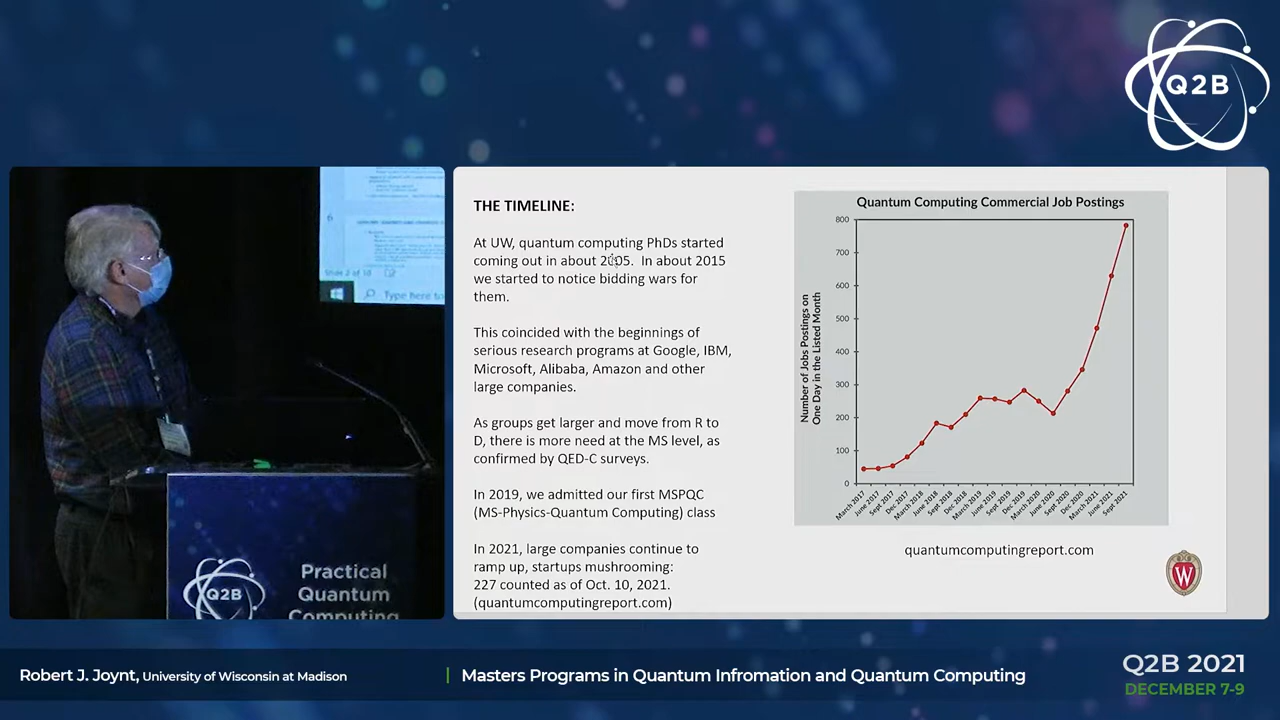 Q2B
THE TIMELINE:
At UW, quantum computing PhDs started
coming out in about 2005. In about 2015
we started to notice bidding wars for
them.
This coincided with the beginnings of
serious research programs at Google, IBM,
Microsoft, Alibaba, Amazon and other
large companies.
As groups get larger and move from R to
D, there is more need at the MS level, as
confirmed by QED-C surveys.
In 2019, we admitted our first MSPQC
(MS-Physics-Quantum Computing) class
In 2021, large companies continue to
ramp up, startups mushrooming:
227 counted as of Oct. 10, 2021.
(quantumcomputingreport.com)
Quantum Computing Commercial Job Postings
Number of Jobs Postings on
One Day in the Listed Month
800
700
600
500
400
300
200
100
0
March 2017
June 2017
Sept 2017
Dec 2017
March 2018
June 2018
Sept 2018
Dec 2018
March 2019
June 2019
Sept 2019
Dec 2019
March 2020
June 2020
Sept 2020
Dec 2020
March 2021
June 2021
Sept 2021
quantumcomputingreport.com
W
Slide 2 of 10
Type here to
Q2B
Practical
Quantum
Computing
Robert J. Joynt, University of Wisconsin at Madison
Masters Programs in Quantum Infromation and Quantum Computing
Q2B 2021
DECEMBER 7-9